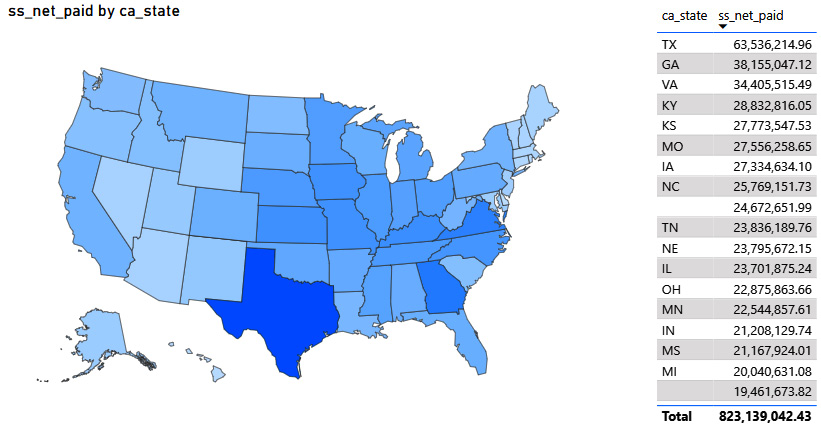 ss_net_paid by ca_state
ca_state ss_net_paid
TX 63,536,214.96
GA 38,155,047.12
VA 34,405,515.49
KY 28,832,816.05
KS 27,773,547.53
MO 27,556,258.65
IA 27,334,634.10
NC 25,769,151.73
24,672,651.99
TN 23,836,189.76
NE 23,795,672.15
IL 23,701,875.24
OH 22,875,863.66
MN 22,544,857.61
IN 21,208,129.74
MS 21,167,924.01
MI 20,040,631.08
19,461,673.82
Total 823,139,042.43